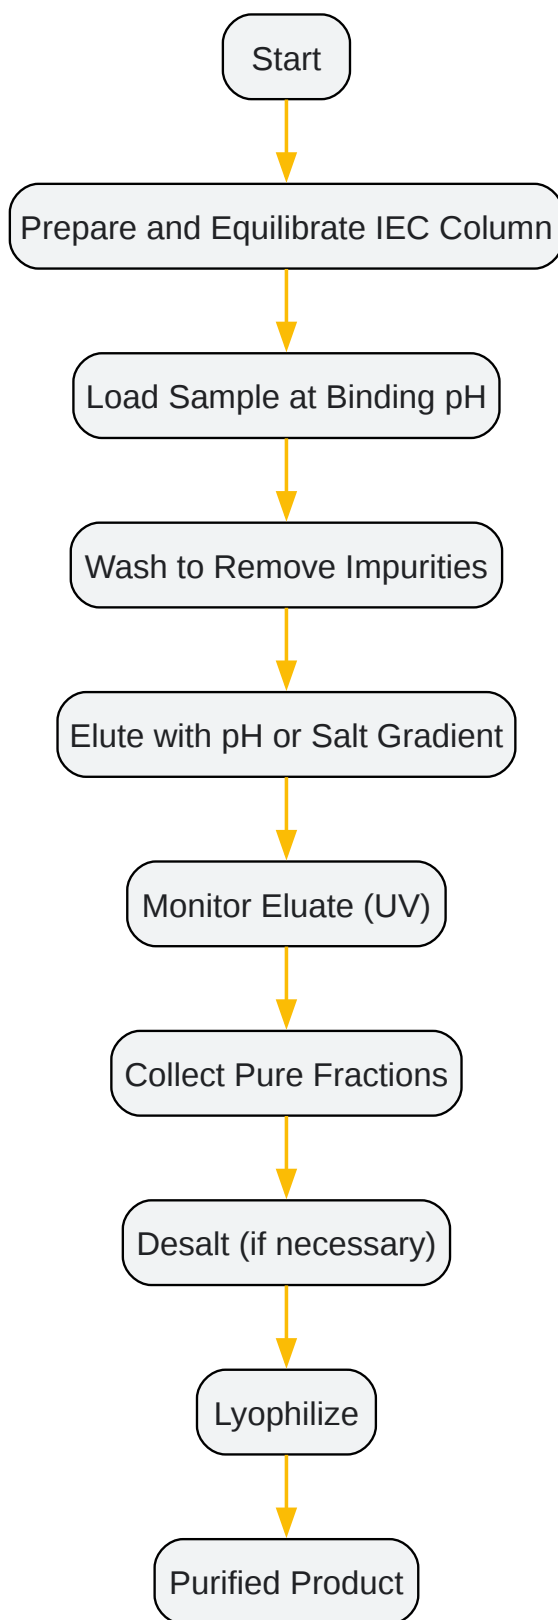 Start
Prepare and Equilibrate IEC Column
Load Sample at Binding pH
Wash to Remove Impurities
Elute with pH or Salt Gradient
Monitor Eluate (UV)
Collect Pure Fractions
Desalt (if necessary)
Lyophilize
Purified Product